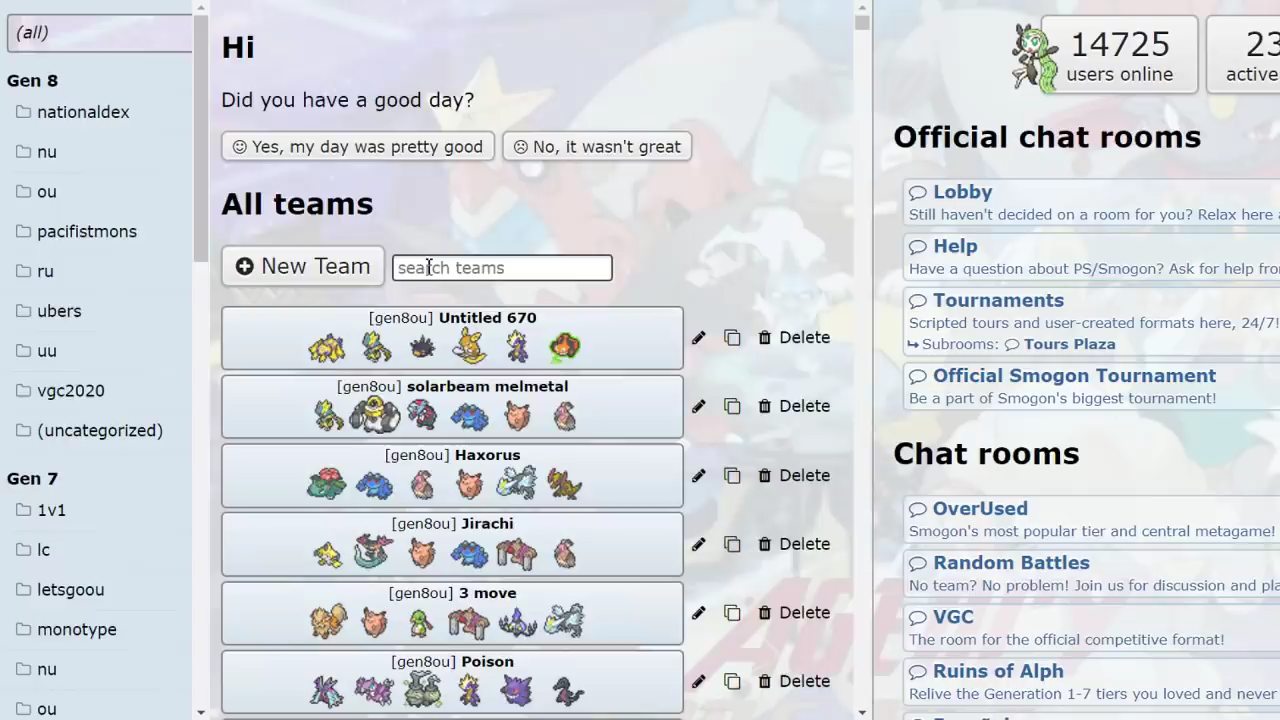 (all)
Gen 8
nationaldex
nu
ou
pacifistmons
ru
ubers
uu
vgc2020
(uncategorized)
Gen 7
1v1
lc
letsgoou
monotype
nu
ou
Hi
Did you have a good day?
Yes, my day was pretty good
No, it wasn't great
All teams
New Team
search teams
[gen8ou] Untitled 670
Delete
[gen8ou] solarbeam melmetal
Delete
[gen8ou] Haxorus
Delete
[gen8ou] Jirachi
Delete
[gen8ou] 3 move
Delete
[gen8ou] Poison
Delete
14725
users online
23
active
Official chat rooms
Lobby
Still haven't decided on a room for you? Relax here
Help
Have a question about PS/Smogon? Ask for help from
Tournaments
Scripted tours and user-created formats here, 24/7!
Subrooms: Tours Plaza
Official Smogon Tournament
Be a part of Smogon's biggest tournament!
Chat rooms
OverUsed
Smogon's most popular tier and central metagame!
Random Battles
No team? No problem! Join us for discussion and
VGC
The room for the official competitive format!
Ruins of Alph
Relive the Generation 1-7 tiers you loved and never